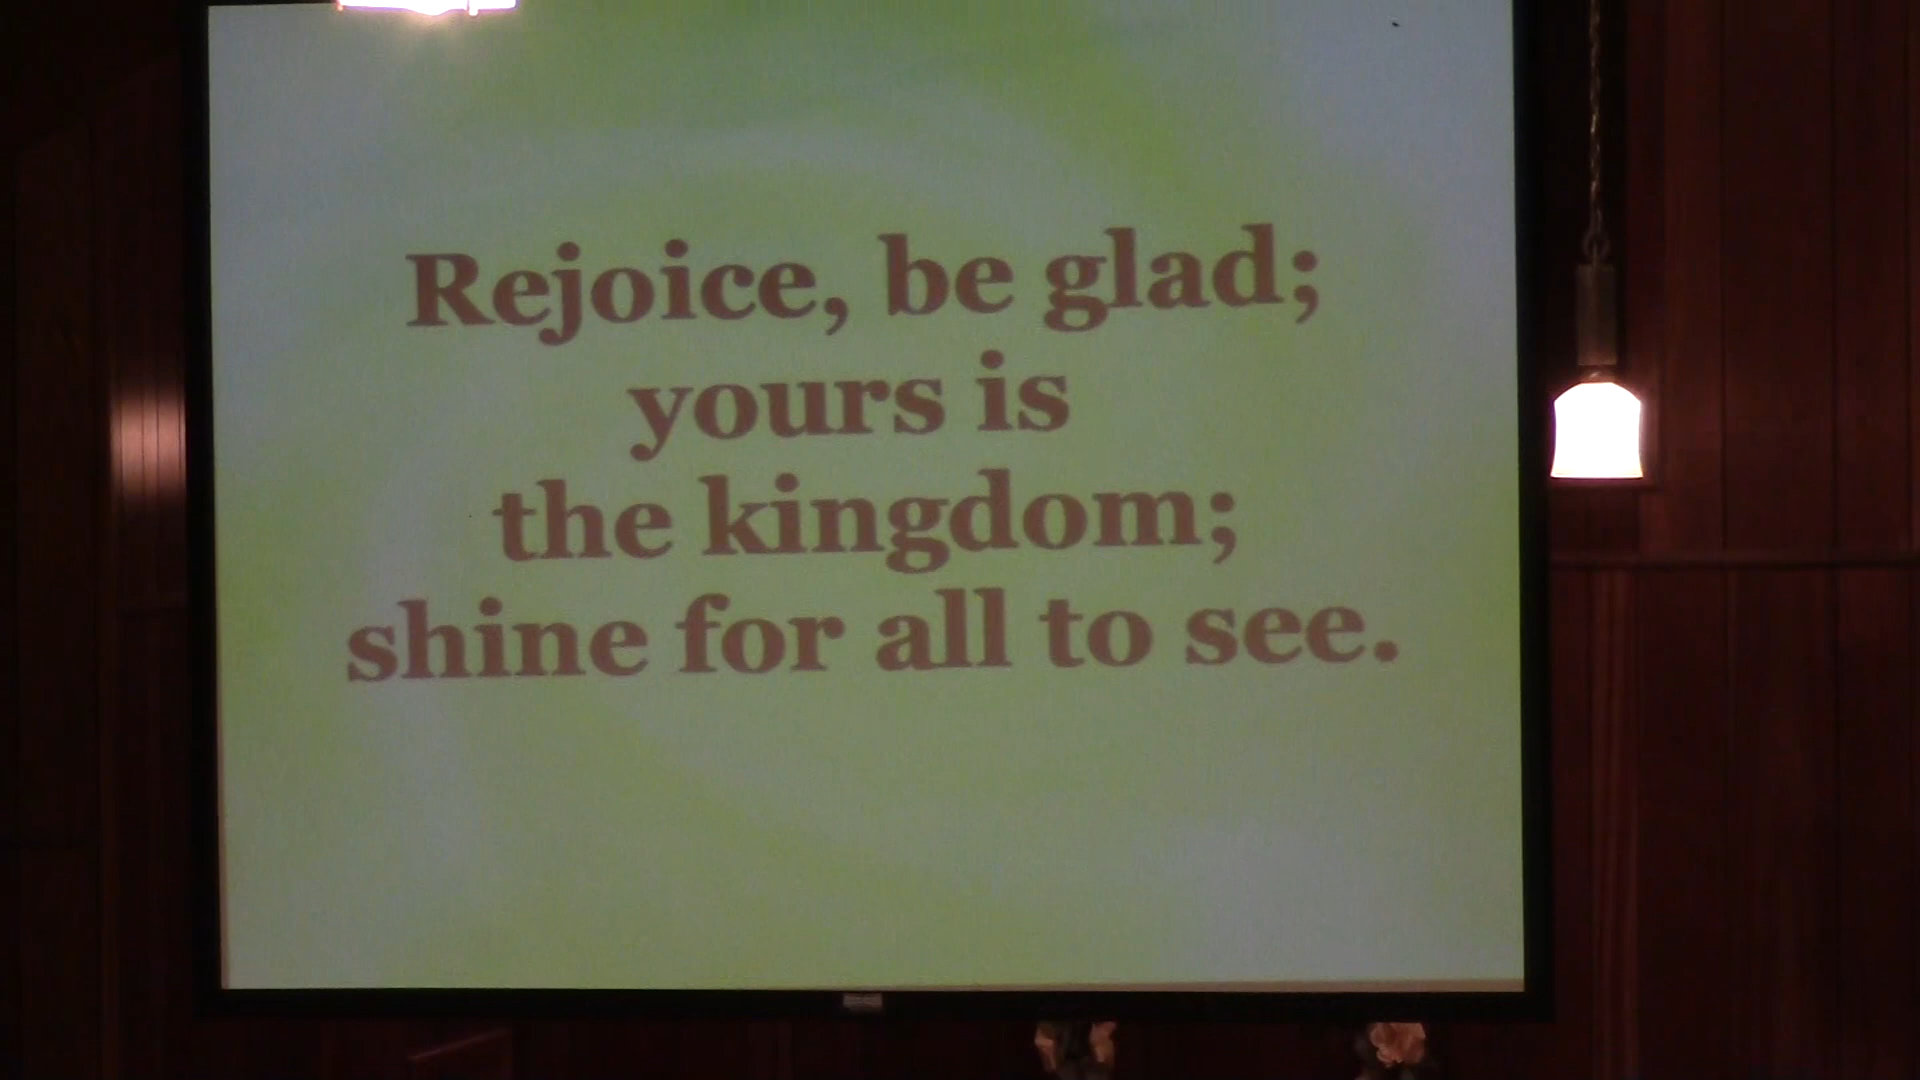 Rejoice, be glad;
yours is
the kingdom;
shine for all to see.